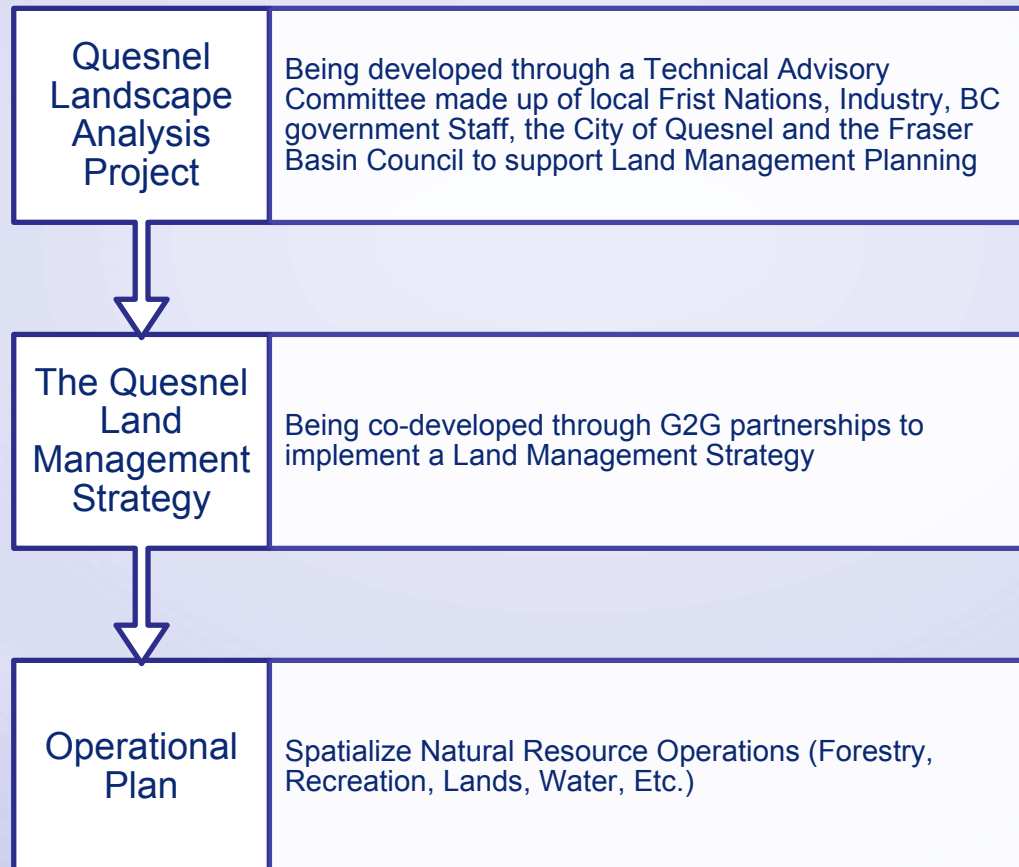 Quesnel
Landscape
Analysis
Project
Being developed through a Technical Advisory
Committee made up of local Frist Nations, Industry, BC
government Staff, the City of Quesnel and the Fraser
Basin Council to support Land Management Planning
The Quesnel
Land
Management
Strategy
Being co-developed through G2G partnerships to
implement a Land Management Strategy
Operational
Plan
Spatialize Natural Resource Operations (Forestry,
Recreation, Lands, Water, Etc.)